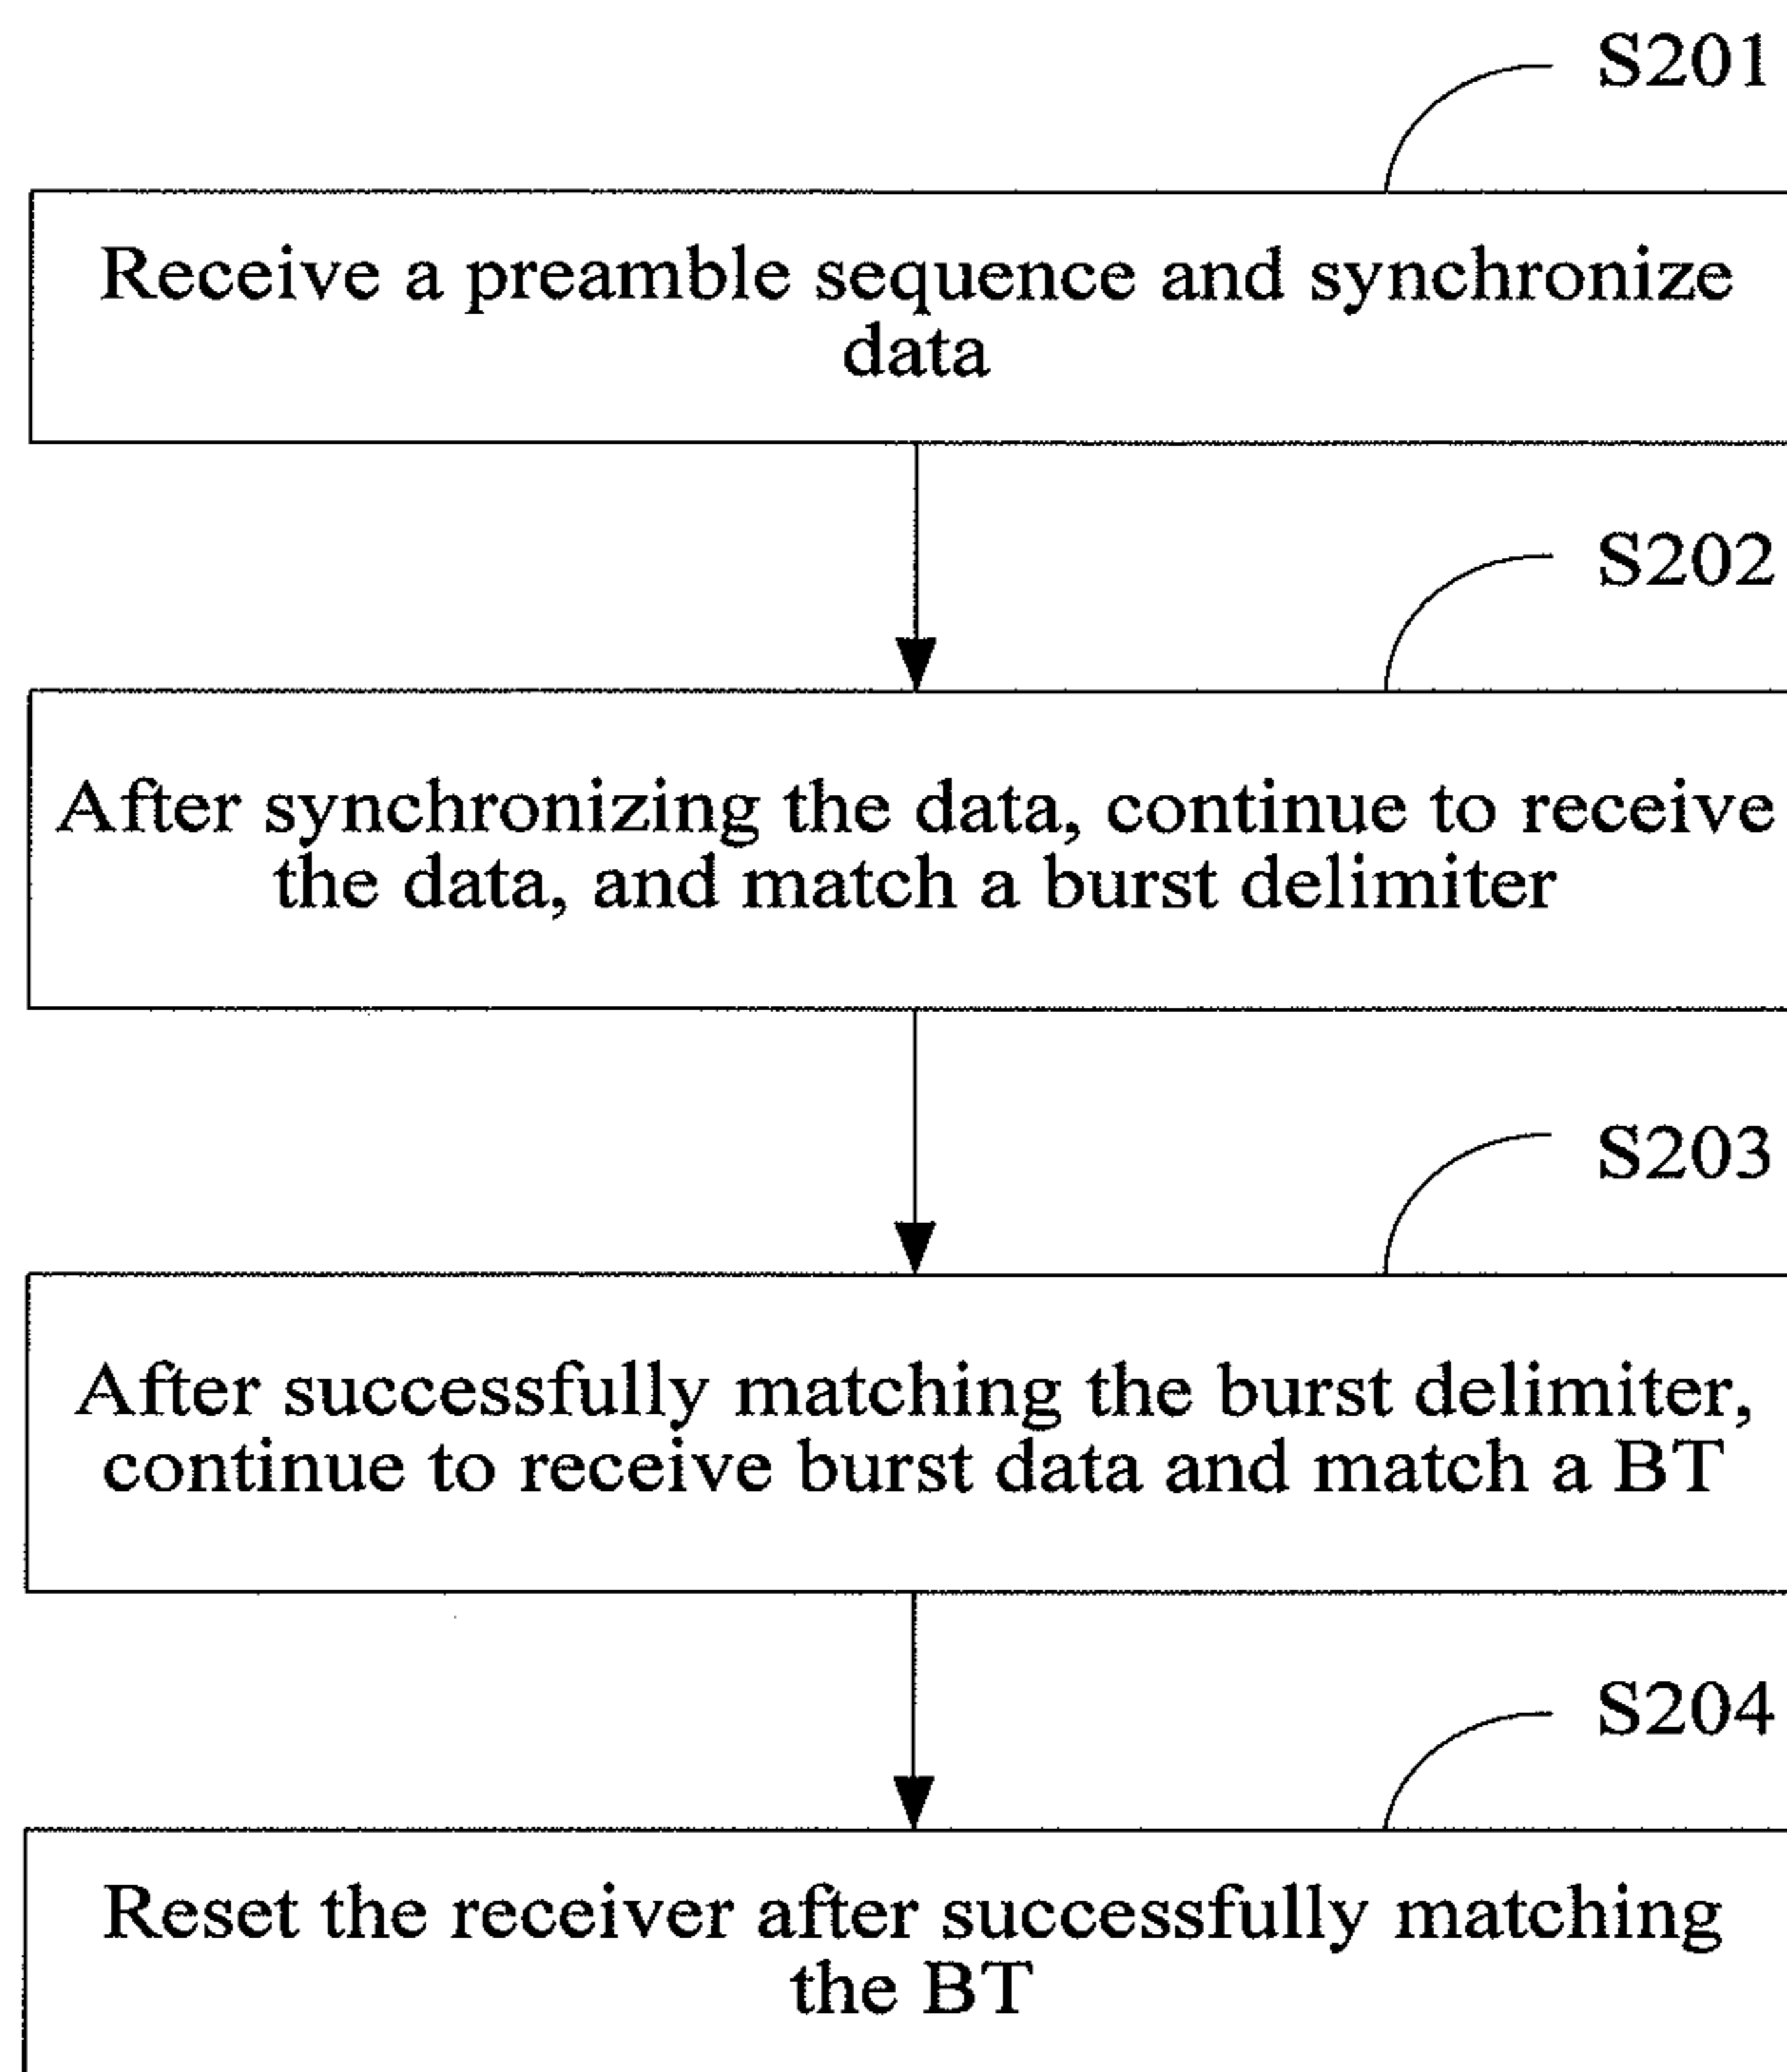 S201
Receive a preamble sequence and synchronize
data
S202
After synchronizing the data, continue to receive
the data, and match a burst delimiter
S203
After successfully matching the burst delimiter,
continue to receive burst data and match a BT
S204
Reset the receiver after successfully matching
the BT